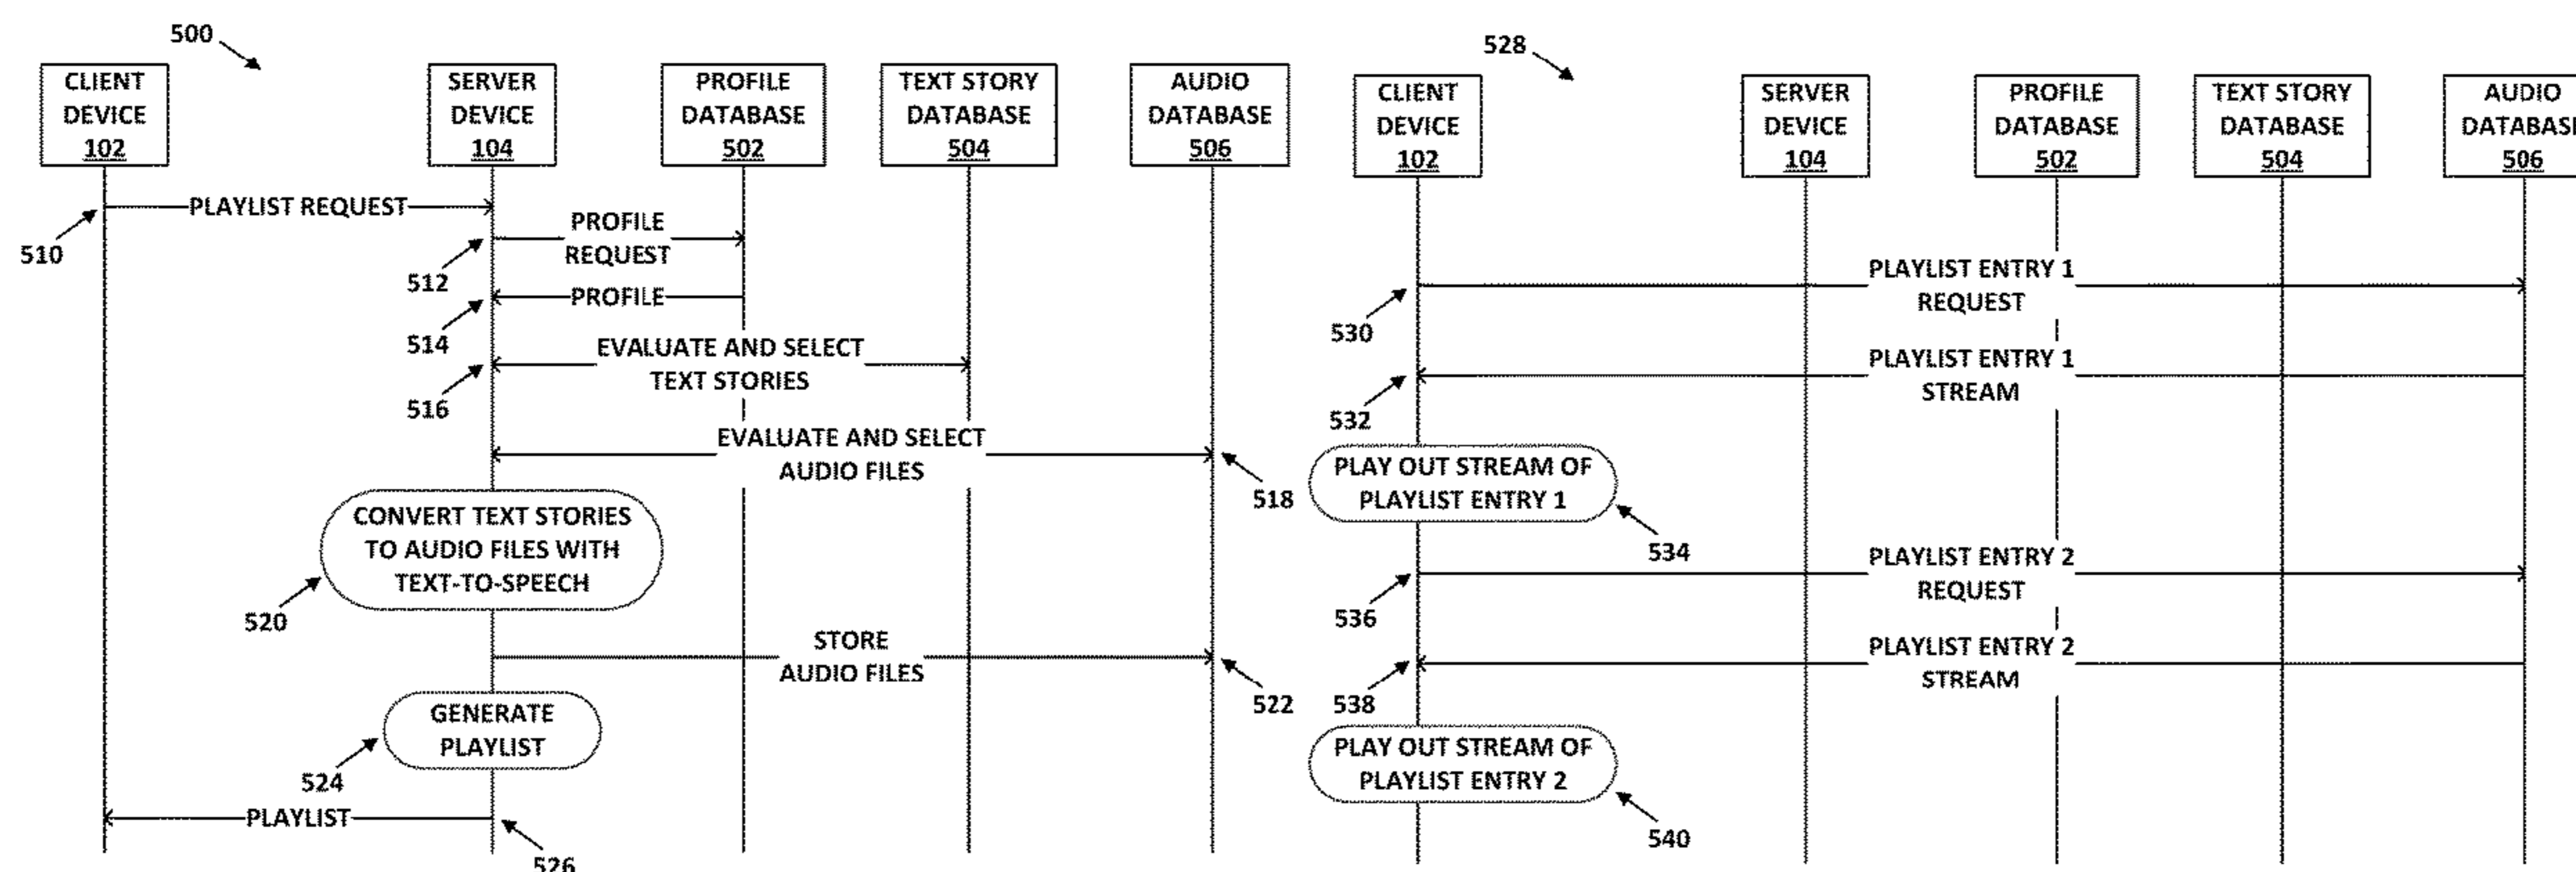 500
CLIENT
DEVICE
102
SERVER
DEVICE
104
PROFILE
DATABASE
502
TEXT STORY
DATABASE
504
AUDIO
DATABASE
506
PLAYLIST REQUEST
510
PROFILE
REQUEST
512
PROFILE
514
EVALUATE AND SELECT
TEXT STORIES
516
EVALUATE AND SELECT
AUDIO FILES
518
CONVERT TEXT STORIES
TO AUDIO FILES WITH
TEXT-TO-SPEECH
520
STORE
AUDIO FILES
522
GENERATE
PLAYLIST
524
PLAYLIST
526
528
CLIENT
DEVICE
102
SERVER
DEVICE
104
PROFILE
DATABASE
502
TEXT STORY
DATABASE
504
AUDIO
DATABASE
506
PLAYLIST ENTRY 1
REQUEST
530
PLAYLIST ENTRY 1
STREAM
532
PLAY OUT STREAM OF
PLAYLIST ENTRY 1
534
PLAYLIST ENTRY 2
REQUEST
536
PLAYLIST ENTRY 2
STREAM
538
PLAY OUT STREAM OF
PLAYLIST ENTRY 2
540